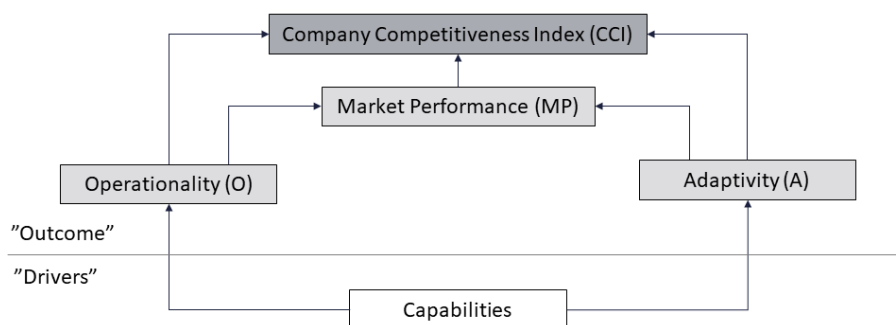 Company Competitiveness Index (CCI)
Market Performance (MP)
Operationality (O)
Adaptivity (A)
”Outcome”
”Drivers”
Capabilities